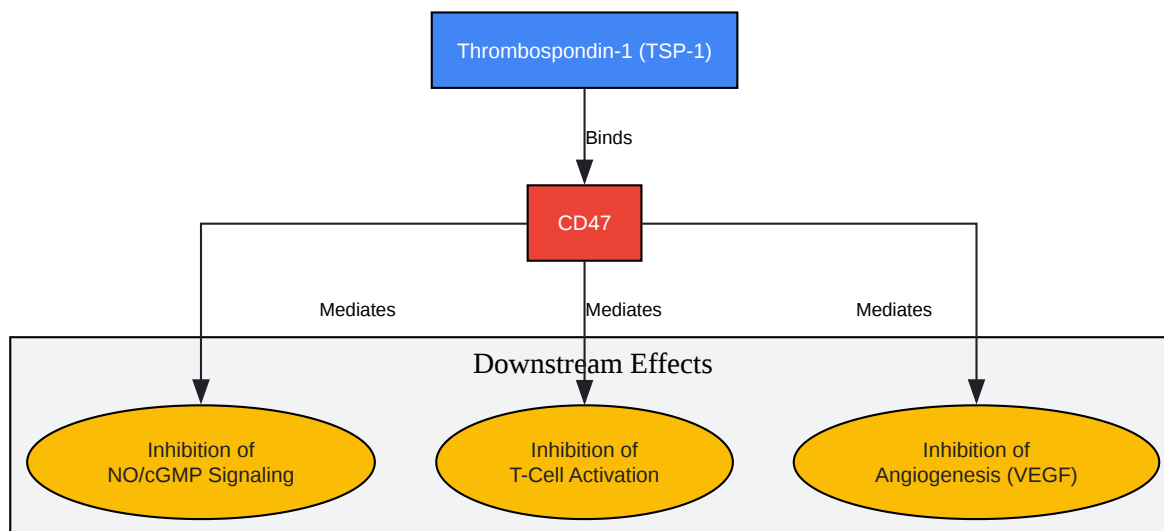 Thrombospondin-1 (TSP-1)
Binds
CD47
Mediates
Mediates
Mediates
Downstream Effects
Inhibition of
NO/cGMP Signaling
Inhibition of
T-Cell Activation
Inhibition of
Angiogenesis (VEGF)